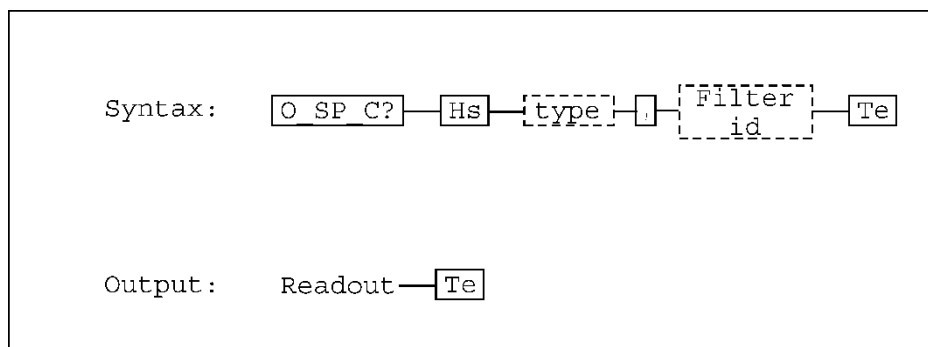 Syntax: O_SP_C? Hs type , Filter id Te
Output: Readout Te